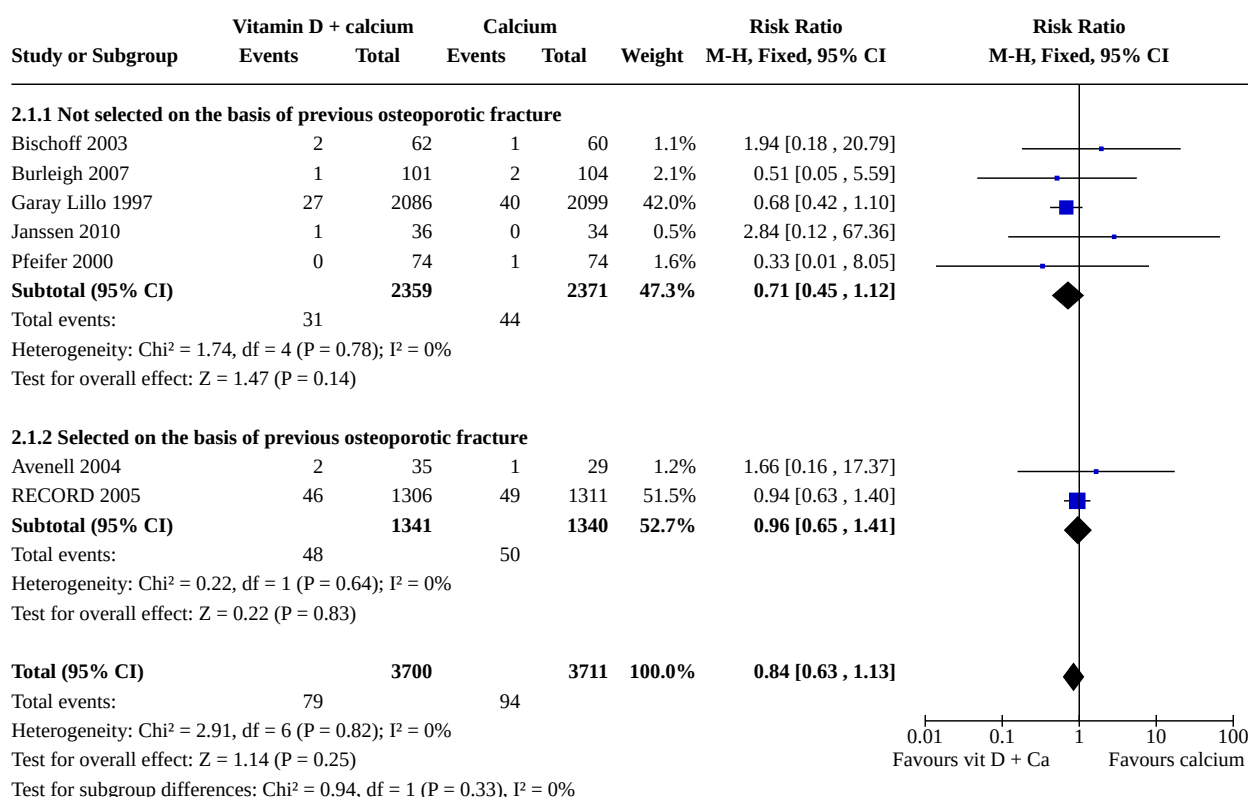 Vitamin D + calcium Calcium Risk Ratio Risk Ratio
Study or Subgroup Events Total Events Total Weight M-H, Fixed, 95% CI M-H, Fixed, 95% CI
2.1.1 Not selected on the basis of previous osteoporotic fracture
Bischoff 2003 2 62 1 60 1.1% 1.94 [0.18 , 20.79]
Burleigh 2007 1 101 2 104 2.1% 0.51 [0.05 , 5.59]
Garay Lillo 1997 27 2086 40 2099 42.0% 0.68 [0.42 , 1.10]
Janssen 2010 1 36 0 34 0.5% 2.84 [0.12 , 67.36]
Pfeifer 2000 0 74 1 74 1.6% 0.33 [0.01 , 8.05]
Subtotal (95% CI) 2359 2371 47.3% 0.71 [0.45 , 1.12]
Total events: 31 44
Heterogeneity: Chi² = 1.74, df = 4 (P = 0.78); I² = 0%
Test for overall effect: Z = 1.47 (P = 0.14)
2.1.2 Selected on the basis of previous osteoporotic fracture
Avenell 2004 2 35 1 29 1.2% 1.66 [0.16 , 17.37]
RECORD 2005 46 1306 49 1311 51.5% 0.94 [0.63 , 1.40]
Subtotal (95% CI) 1341 1340 52.7% 0.96 [0.65 , 1.41]
Total events: 48 50
Heterogeneity: Chi² = 0.22, df = 1 (P = 0.64); I² = 0%
Test for overall effect: Z = 0.22 (P = 0.83)
Total (95% CI) 3700 3711 100.0% 0.84 [0.63 , 1.13]
Total events: 79 94
Heterogeneity: Chi² = 2.91, df = 6 (P = 0.82); I² = 0%
Test for overall effect: Z = 1.14 (P = 0.25)
Test for subgroup differences: Chi² = 0.94, df = 1 (P = 0.33), I² = 0%
0.01 0.1 1 10 100
Favours vit D + Ca Favours calcium